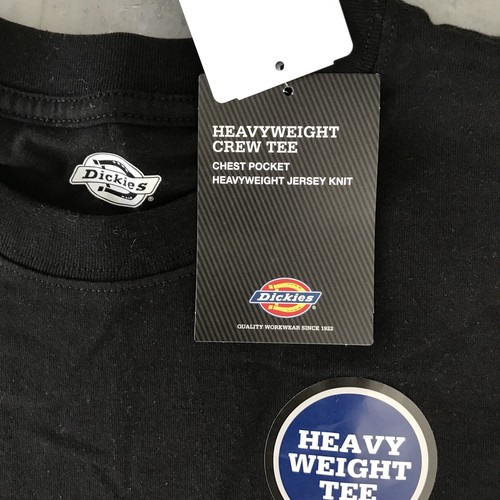 Dickies
HEAVYWEIGHT
CREW TEE
CHEST POCKET
HEAVYWEIGHT JERSEY KNIT
Dickies
QUALITY WORKWEAR SINCE 1922
HEAVY
WEIGHT
TEE